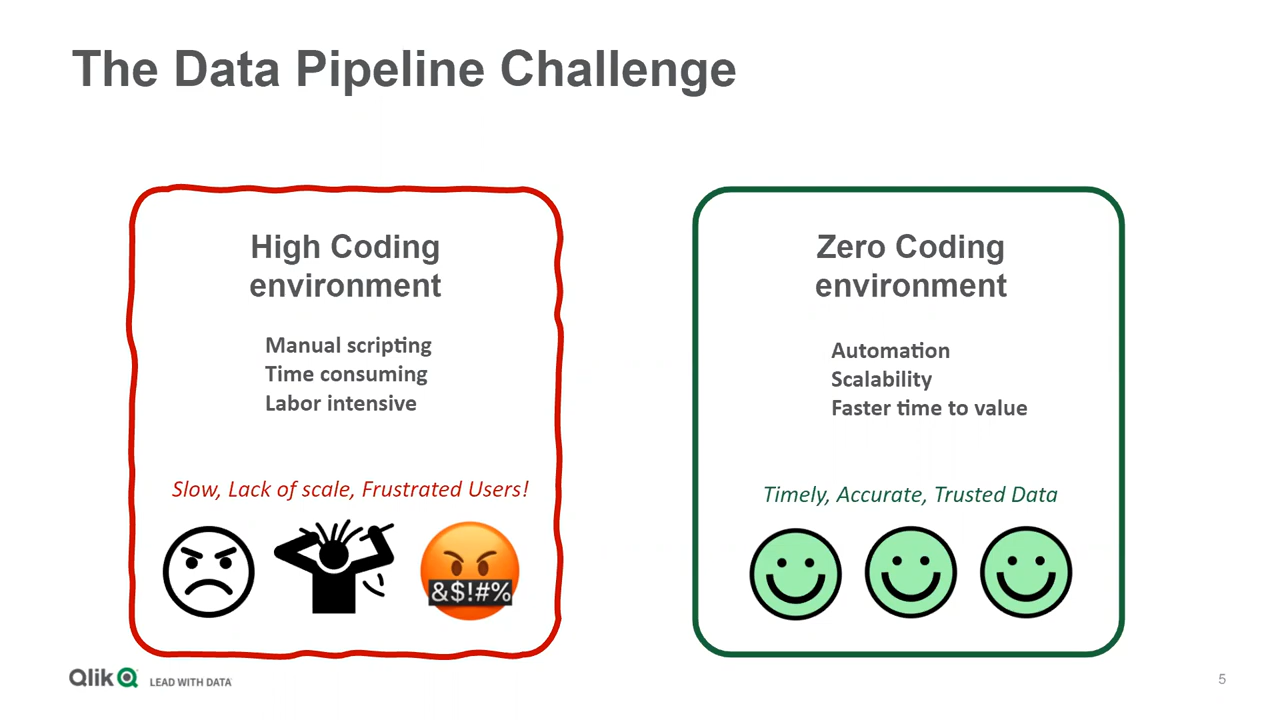 The Data Pipeline Challenge
High Coding
environment
Manual scripting
Time consuming
Labor intensive
Slow, Lack of scale, Frustrated Users!
&$!#%
Zero Coding
environment
Automation
Scalability
Faster time to value
Timely, Accurate, Trusted Data
Qlik LEAD WITH DATA
5